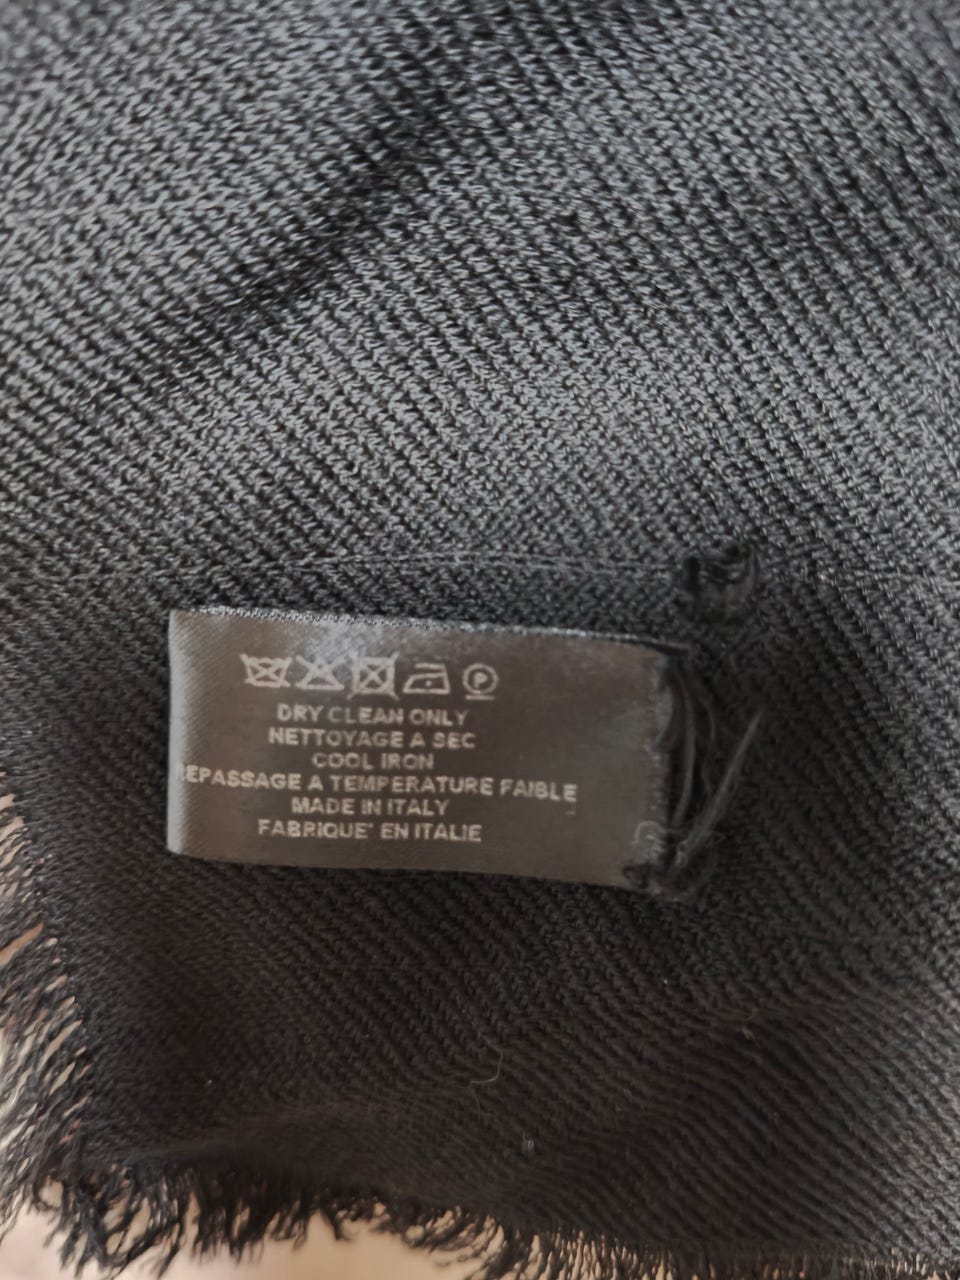 P
DRY CLEAN ONLY
NETTOYAGE A SEC
COOL IRON
REPASSAGE A TEMPERATURE FAIBLE
MADE IN ITALY
FABRIQUE' EN ITALIE